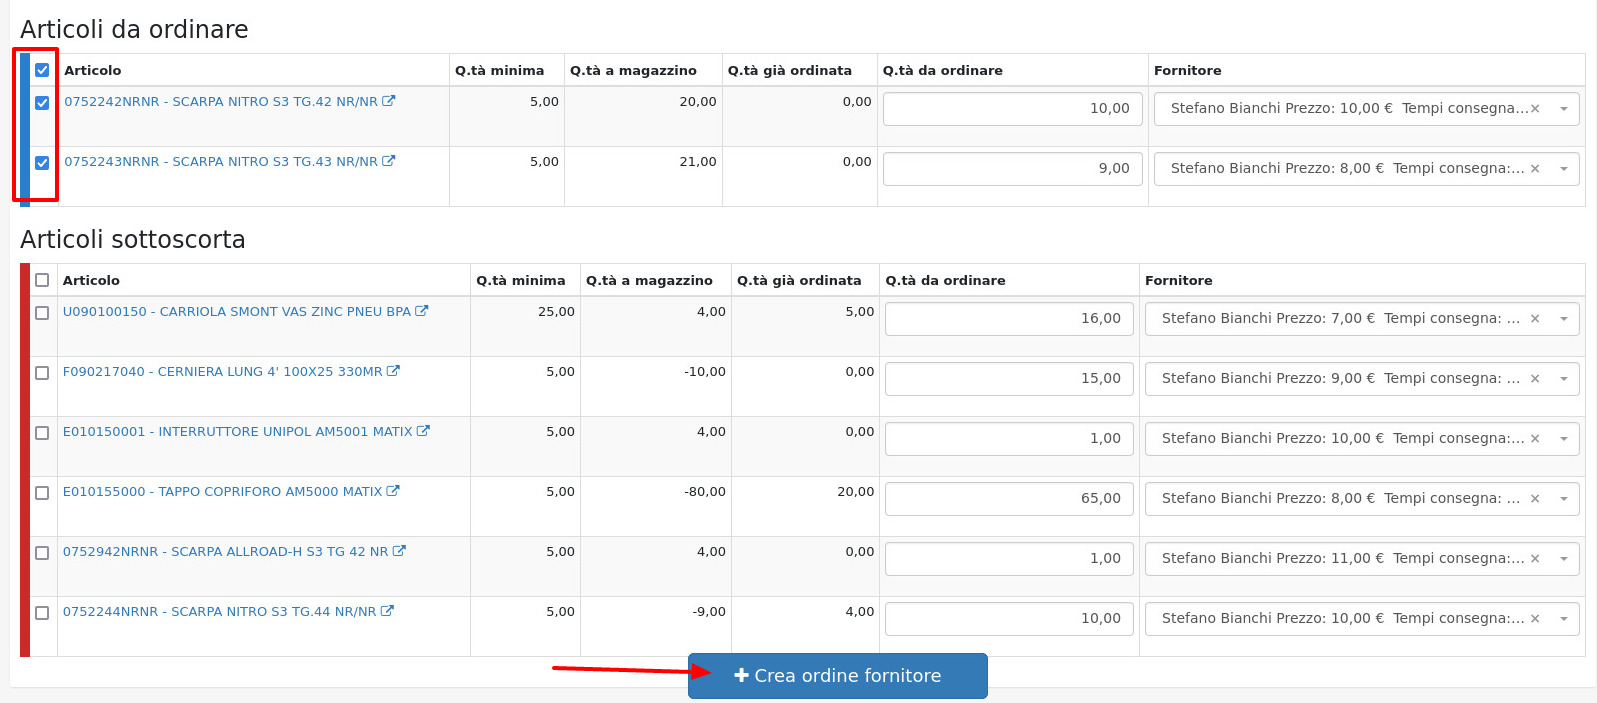 Articoli da ordinare
Articolo Q.tà minima Q.tà a magazzino Q.tà già ordinata Q.tà da ordinare Fornitore
0752242NRNR - SCARPA NITRO S3 TG.42 NR/NR 5,00 20,00 0,00 10,00 Stefano Bianchi Prezzo: 10,00 € Tempi consegna...×
0752243NRNR - SCARPA NITRO S3 TG.43 NR/NR 5,00 21,00 0,00 9,00 Stefano Bianchi Prezzo: 8,00 € Tempi consegna:... ×
Articoli sottoscorta
Articolo Q.tà minima Q.tà a magazzino Q.tà già ordinata Q.tà da ordinare Fornitore
U090100150 - CARRIOLA SMONT VAS ZINC PNEU BPA 25,00 4,00 5,00 16,00 Stefano Bianchi Prezzo: 7,00 € Tempi consegna: ... ×
F090217040 - CERNIERA LUNG 4' 100X25 330MR 5,00 -10,00 0,00 15,00 Stefano Bianchi Prezzo: 9,00 € Tempi consegna: ... ×
E010150001 - INTERRUTTORE UNIPOL AM5001 MATIX 5,00 4,00 0,00 1,00 Stefano Bianchi Prezzo: 10,00 € Tempi consegna:... ×
E010155000 - TAPPO COPRIFORO AM5000 MATIX 5,00 -80,00 20,00 65,00 Stefano Bianchi Prezzo: 8,00 € Tempi consegna: ... ×
0752942NRNR - SCARPA ALLROAD-H S3 TG 42 NR 5,00 4,00 0,00 1,00 Stefano Bianchi Prezzo: 11,00 € Tempi consegna:... ×
0752244NRNR - SCARPA NITRO S3 TG.44 NR/NR 5,00 -9,00 4,00 10,00 Stefano Bianchi Prezzo: 10,00 € Tempi consegna:... ×
+ Crea ordine fornitore